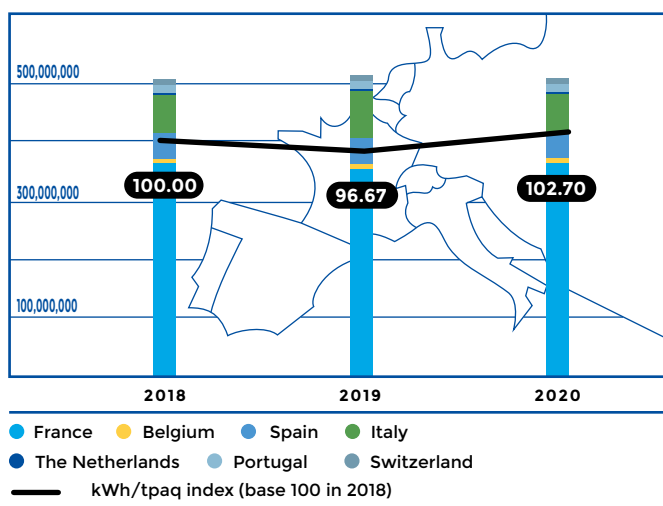 500,000,000
100.00
96.67
102.70
300,000,000
100,000,000
2018 2019 2020
France Belgium Spain Italy
The Netherlands Portugal Switzerland
kWh/tpaq index (base 100 in 2018)